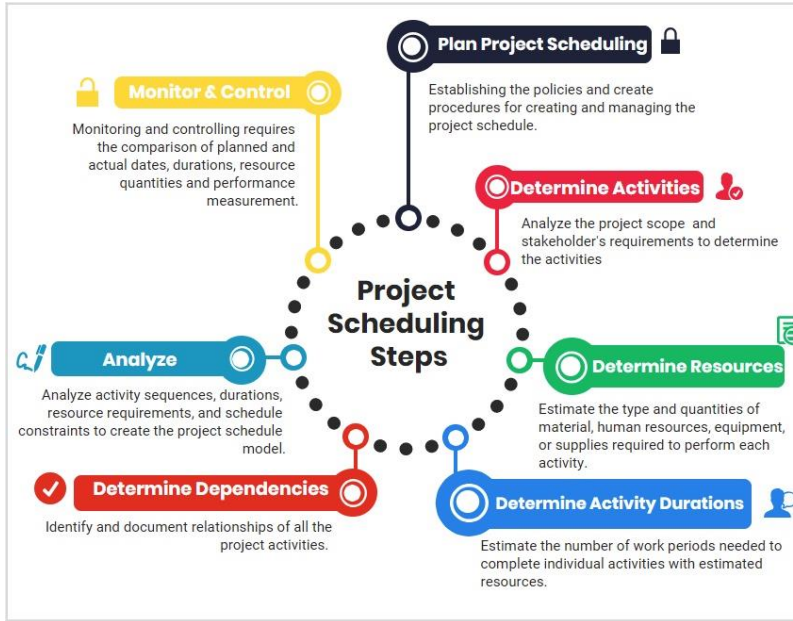 Project
Scheduling
Steps
Plan Project Scheduling
Establishing the policies and create
procedures for creating and managing the
project schedule.
Determine Activities
Analyze the project scope and
stakeholder's requirements to determine
the activities
Determine Resources
Estimate the type and quantities of
material, human resources, equipment,
or supplies required to perform each
activity.
Determine Activity Durations
Estimate the number of work periods needed to
complete individual activities with estimated
resources.
Determine Dependencies
Identify and document relationships of all the
project activities.
Analyze
Analyze activity sequences, durations,
resource requirements, and schedule
constraints to create the project schedule
model.
Monitor & Control
Monitoring and controlling requires
the comparison of planned and
actual dates, durations, resource
quantities and performance
measurement.